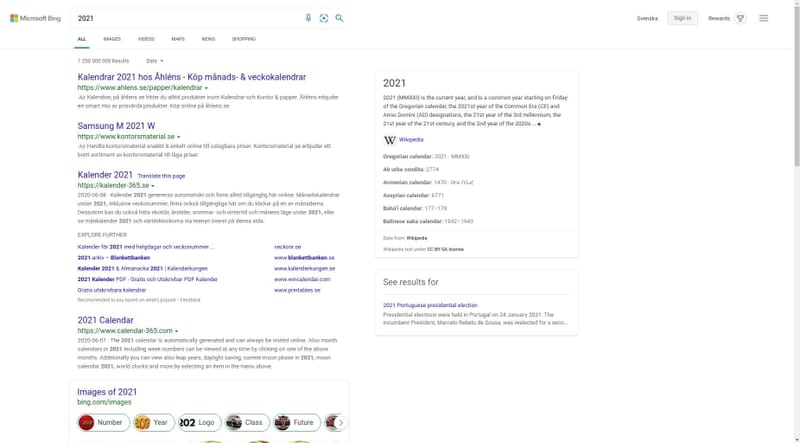 Microsoft Bing
2021
Svenska
Sign in
Rewards
ALL
IMAGES
VIDEOS
MAPS
NEWS
SHOPPING
1 250 000 000 Results
Date
Kalendrar 2021 hos Åhléns - Köp månads- & veckokalendrar
https://www.ahlens.se/papper/kalendrar
Ad Kalendrar, på åhlens.se hittar du alltid produkter inom Kalendrar och Kontor & papper. Åhléns erbjuder
en smart mix av prisvärda produkter. Köp online på åhlens.se
Samsung M 2021 W
https://www.kontorsmaterial.se
Ad Handla kontorsmaterial snabbt & enkelt online till oslagbara priser. Kontorsmaterial.se erbjuder ett
brett sortiment av kontorsmaterial till låga priser.
Kalender 2021 Translate this page
https://kalender-365.se
2020-06-08 · Kalender 2021 genereras automatiskt och finns alltid tillgänglig här online. Månadskalendrar
under 2021, inklusive veckonummer, finns också tillgängliga här om du klickar på en av månaderna.
Dessutom kan du också hitta skottår, årstider, sommar- och vintertid och månens läge under 2021, eller
se månkalender 2021 och världsklockorna via menyn överst på denna sida.
EXPLORE FURTHER
Kalender för 2021 med helgdagar och veckonummer ...
veckonr.se
2021-arkiv – Blankettbanken
www.blankettbanken.se
Kalender 2021 & Almanacka 2021 | Kalenderkungen
www.kalenderkungen.se
2021 Kalender PDF - Gratis och Utskrivbar PDF Kalender
www.wincalendar.com
Gratis utskrivbara kalendrar
www.printables.se
Recommended to you based on what's popular • Feedback
2021 Calendar
https://www.calendar-365.com
2020-06-07 · The 2021 calendar is automatically generated and can always be visited online. Also month
calendars in 2021 including week numbers can be viewed at any time by clicking on one of the above
months. Additionally you can view also leap years, daylight saving, current moon phase in 2021, moon
calendar 2021, world clocks and more by selecting an item in the menu above.
Images of 2021
bing.com/images
Number
Year
Logo
Class
Future
2021
2021 (MMXXI) is the current year, and is a common year starting on Friday
of the Gregorian calendar, the 2021st year of the Common Era (CE) and
Anno Domini (AD) designations, the 21st year of the 3rd millennium, the
21st year of the 21st century, and the 2nd year of the 2020s ...
W Wikipedia
Gregorian calendar: 2021 · MMXXI
Ab urbe condita: 2774
Armenian calendar: 1470 · ԹՎ ՌՆՀ
Assyrian calendar: 6771
Bahá'í calendar: 177–178
Balinese saka calendar: 1942–1943
Data from: Wikipedia
Wikipedia text under CC-BY-SA license
See results for
2021 Portuguese presidential election
Presidential elections were held in Portugal on 24 January 2021. The
incumbent President, Marcelo Rebelo de Sousa, was reelected for a seco...